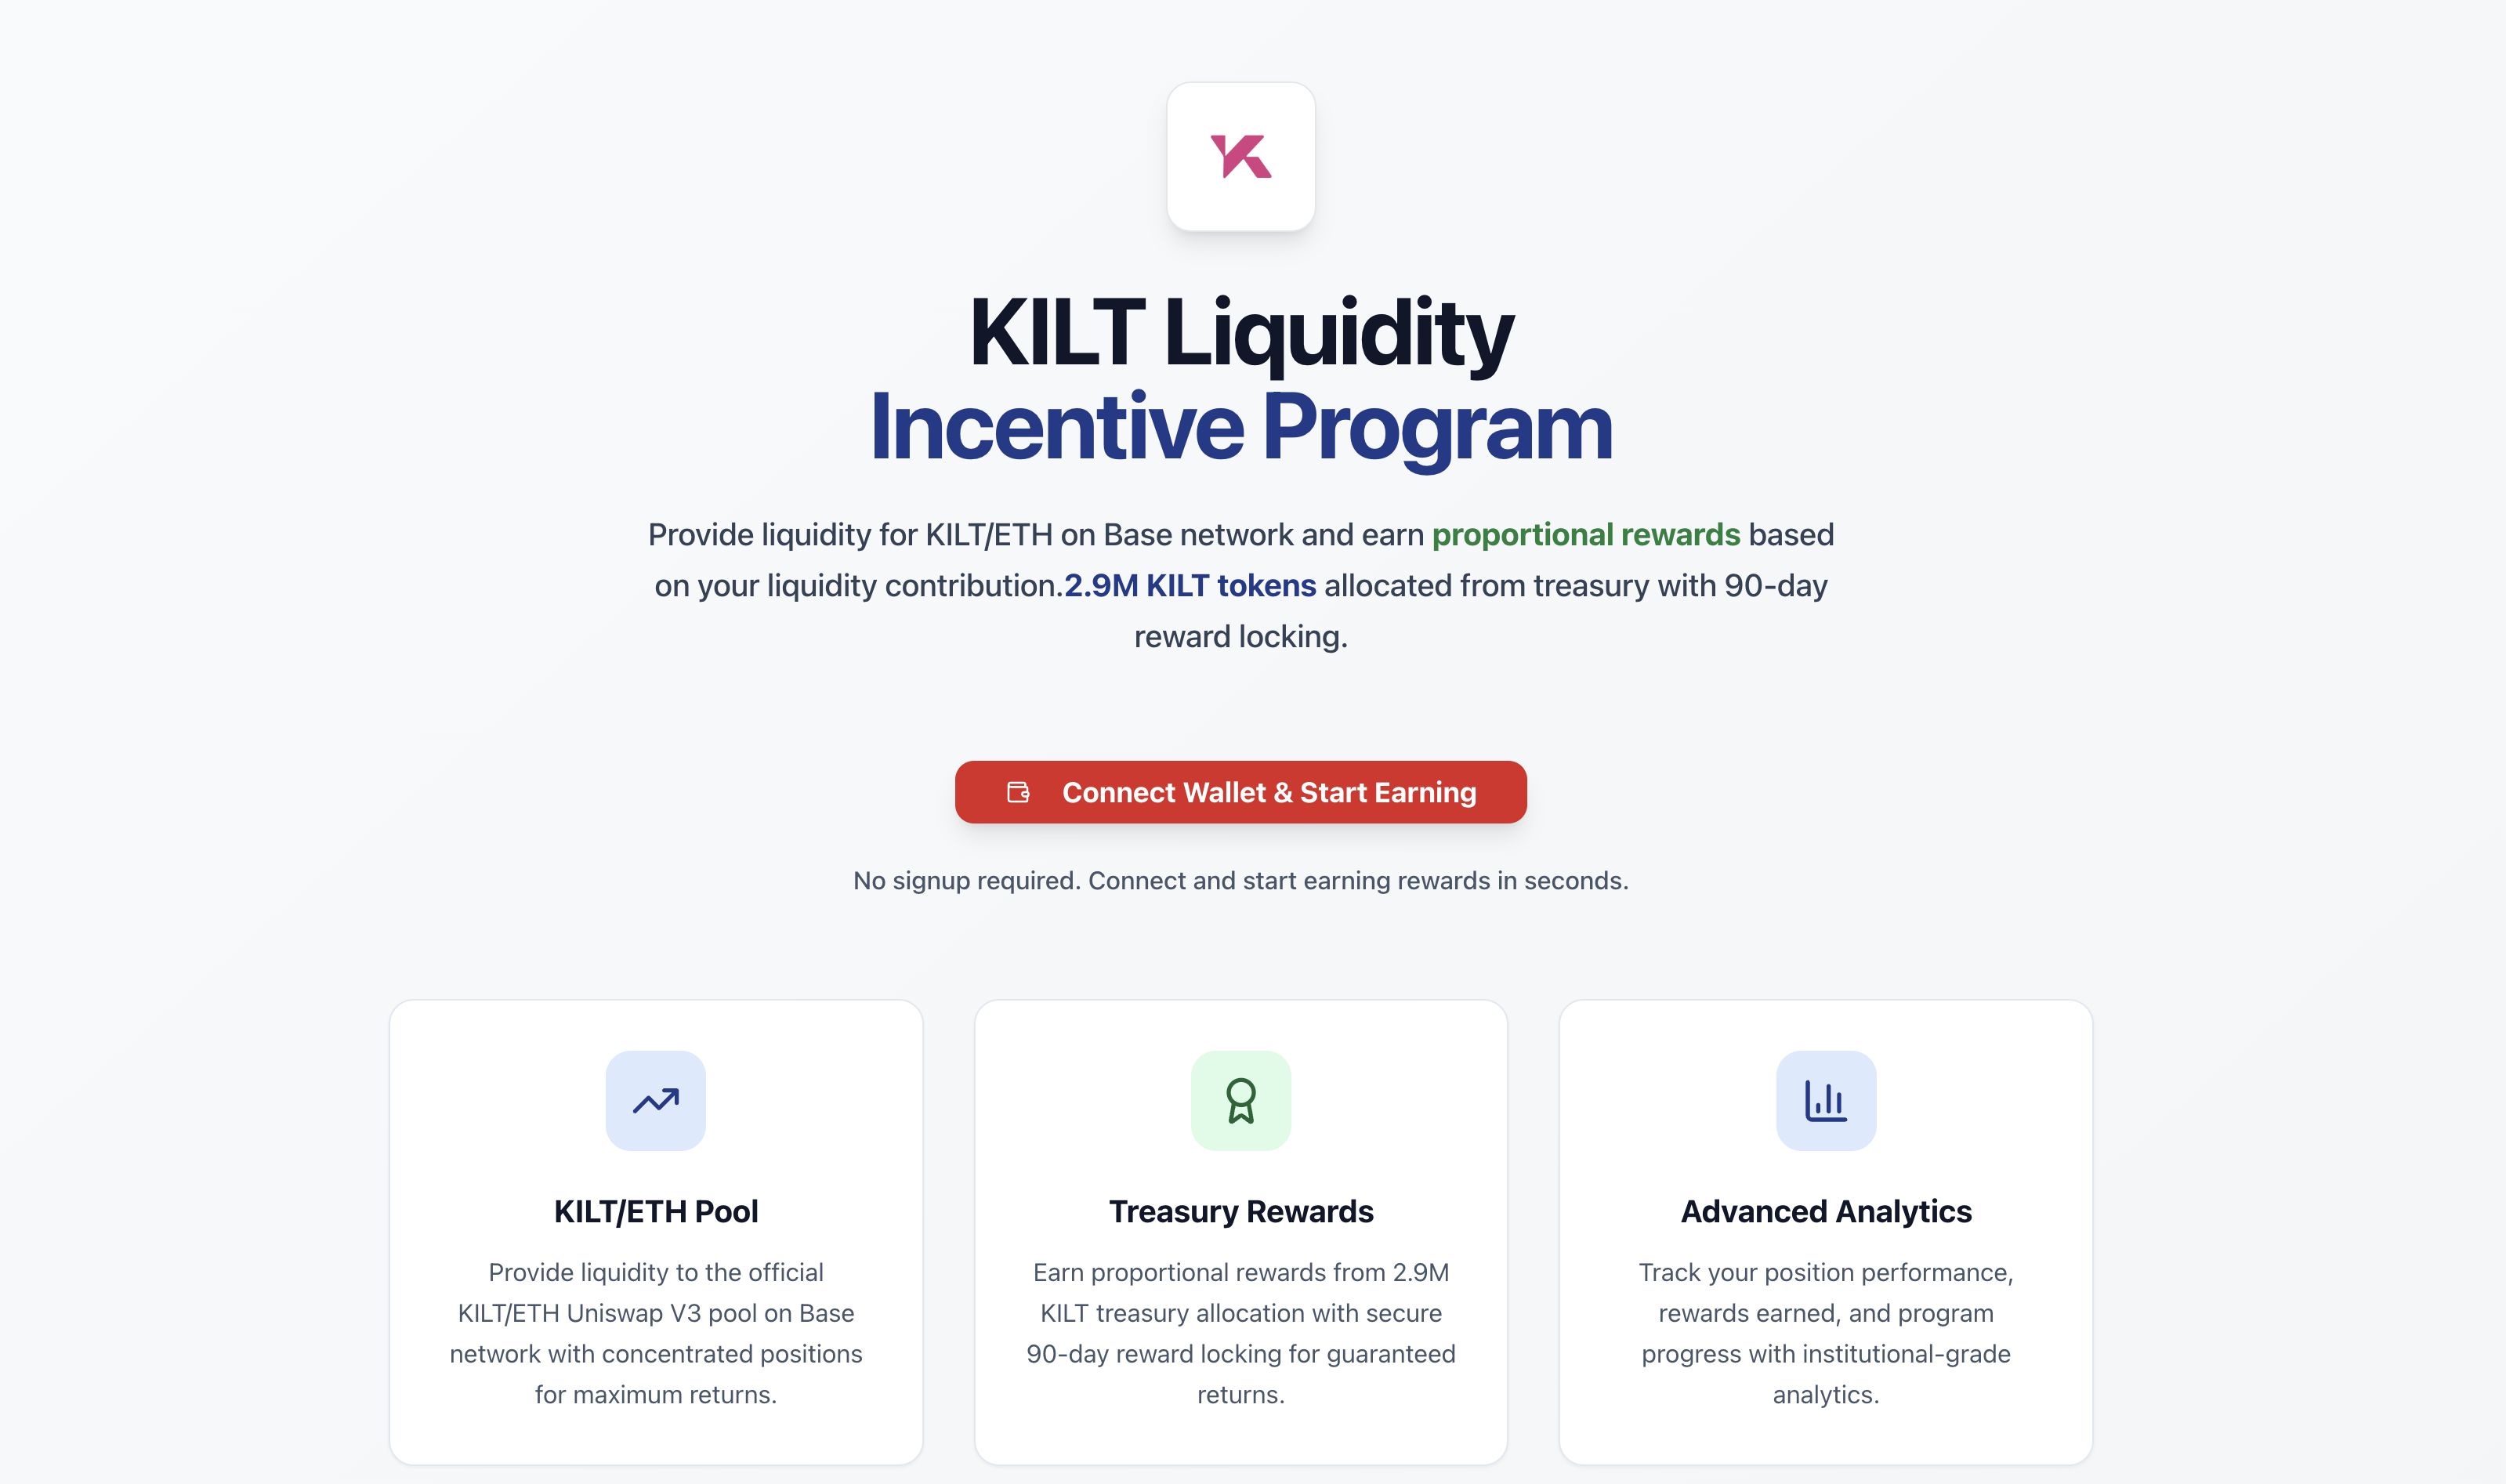 KILT Liquidity
Incentive Program
Provide liquidity for KILT/ETH on Base network and earn proportional rewards based
on your liquidity contribution.2.9M KILT tokens allocated from treasury with 90-day
reward locking.
Connect Wallet & Start Earning
No signup required. Connect and start earning rewards in seconds.
KILT/ETH Pool
Provide liquidity to the official
KILT/ETH Uniswap V3 pool on Base
network with concentrated positions
for maximum returns.
Treasury Rewards
Earn proportional rewards from 2.9M
KILT treasury allocation with secure
90-day reward locking for guaranteed
returns.
Advanced Analytics
Track your position performance,
rewards earned, and program
progress with institutional-grade
analytics.